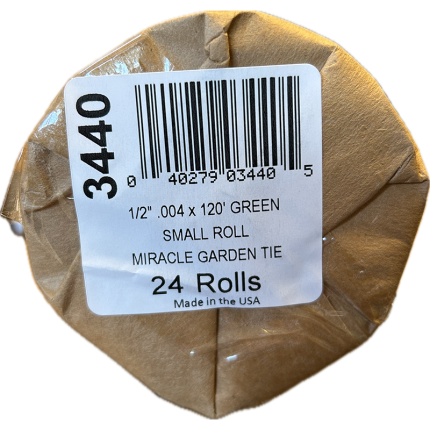 3440
0 40279 03440 5
1/2" .004 x 120' GREEN
SMALL ROLL
MIRACLE GARDEN TIE
24 Rolls
Made in the USA